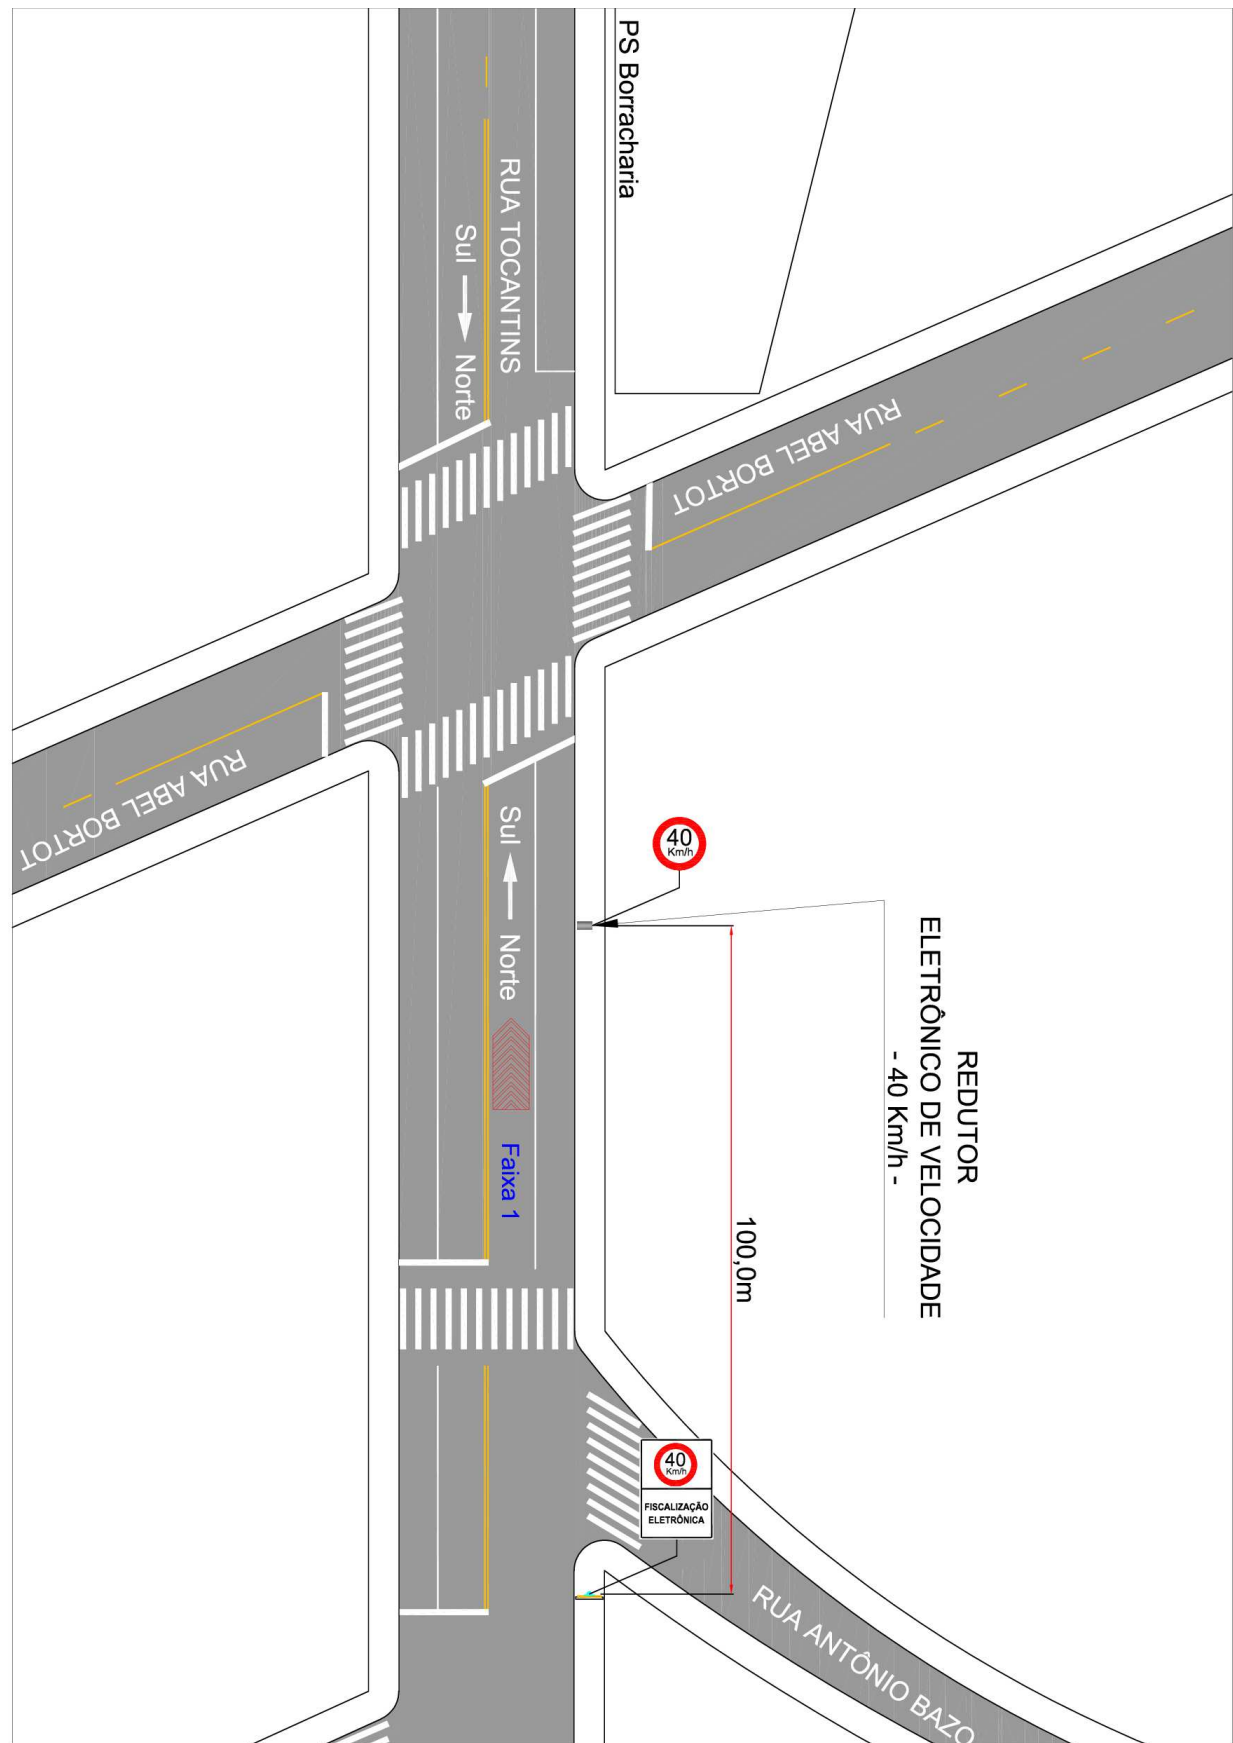 PS Borracharia
RUA TOCANTINS
Sul
Norte
RUA ABEL BORTOT
RUA ABEL BORTOT
Sul
Norte
Faixa 1
40
Km/h
REDUTOR
ELETRÔNICO DE VELOCIDADE
- 40 Km/h -
100,0m
40
Km/h
FISCALIZAÇÃO
ELETRÔNICA
RUA ANTÔNIO BAZO